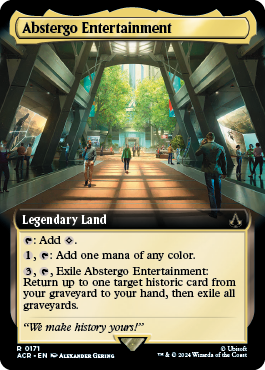 Abstergo Entertainment
Legendary Land
: Add .
1, : Add one mana of any color.
3, , Exile Abstergo Entertainment:
Return up to one target historic card from
your graveyard to your hand, then exile all
graveyards.
“We make history yours!”
R 0171
ACR • EN Alexander Gering
© Ubisoft
™ & © 2024 Wizards of the Coast